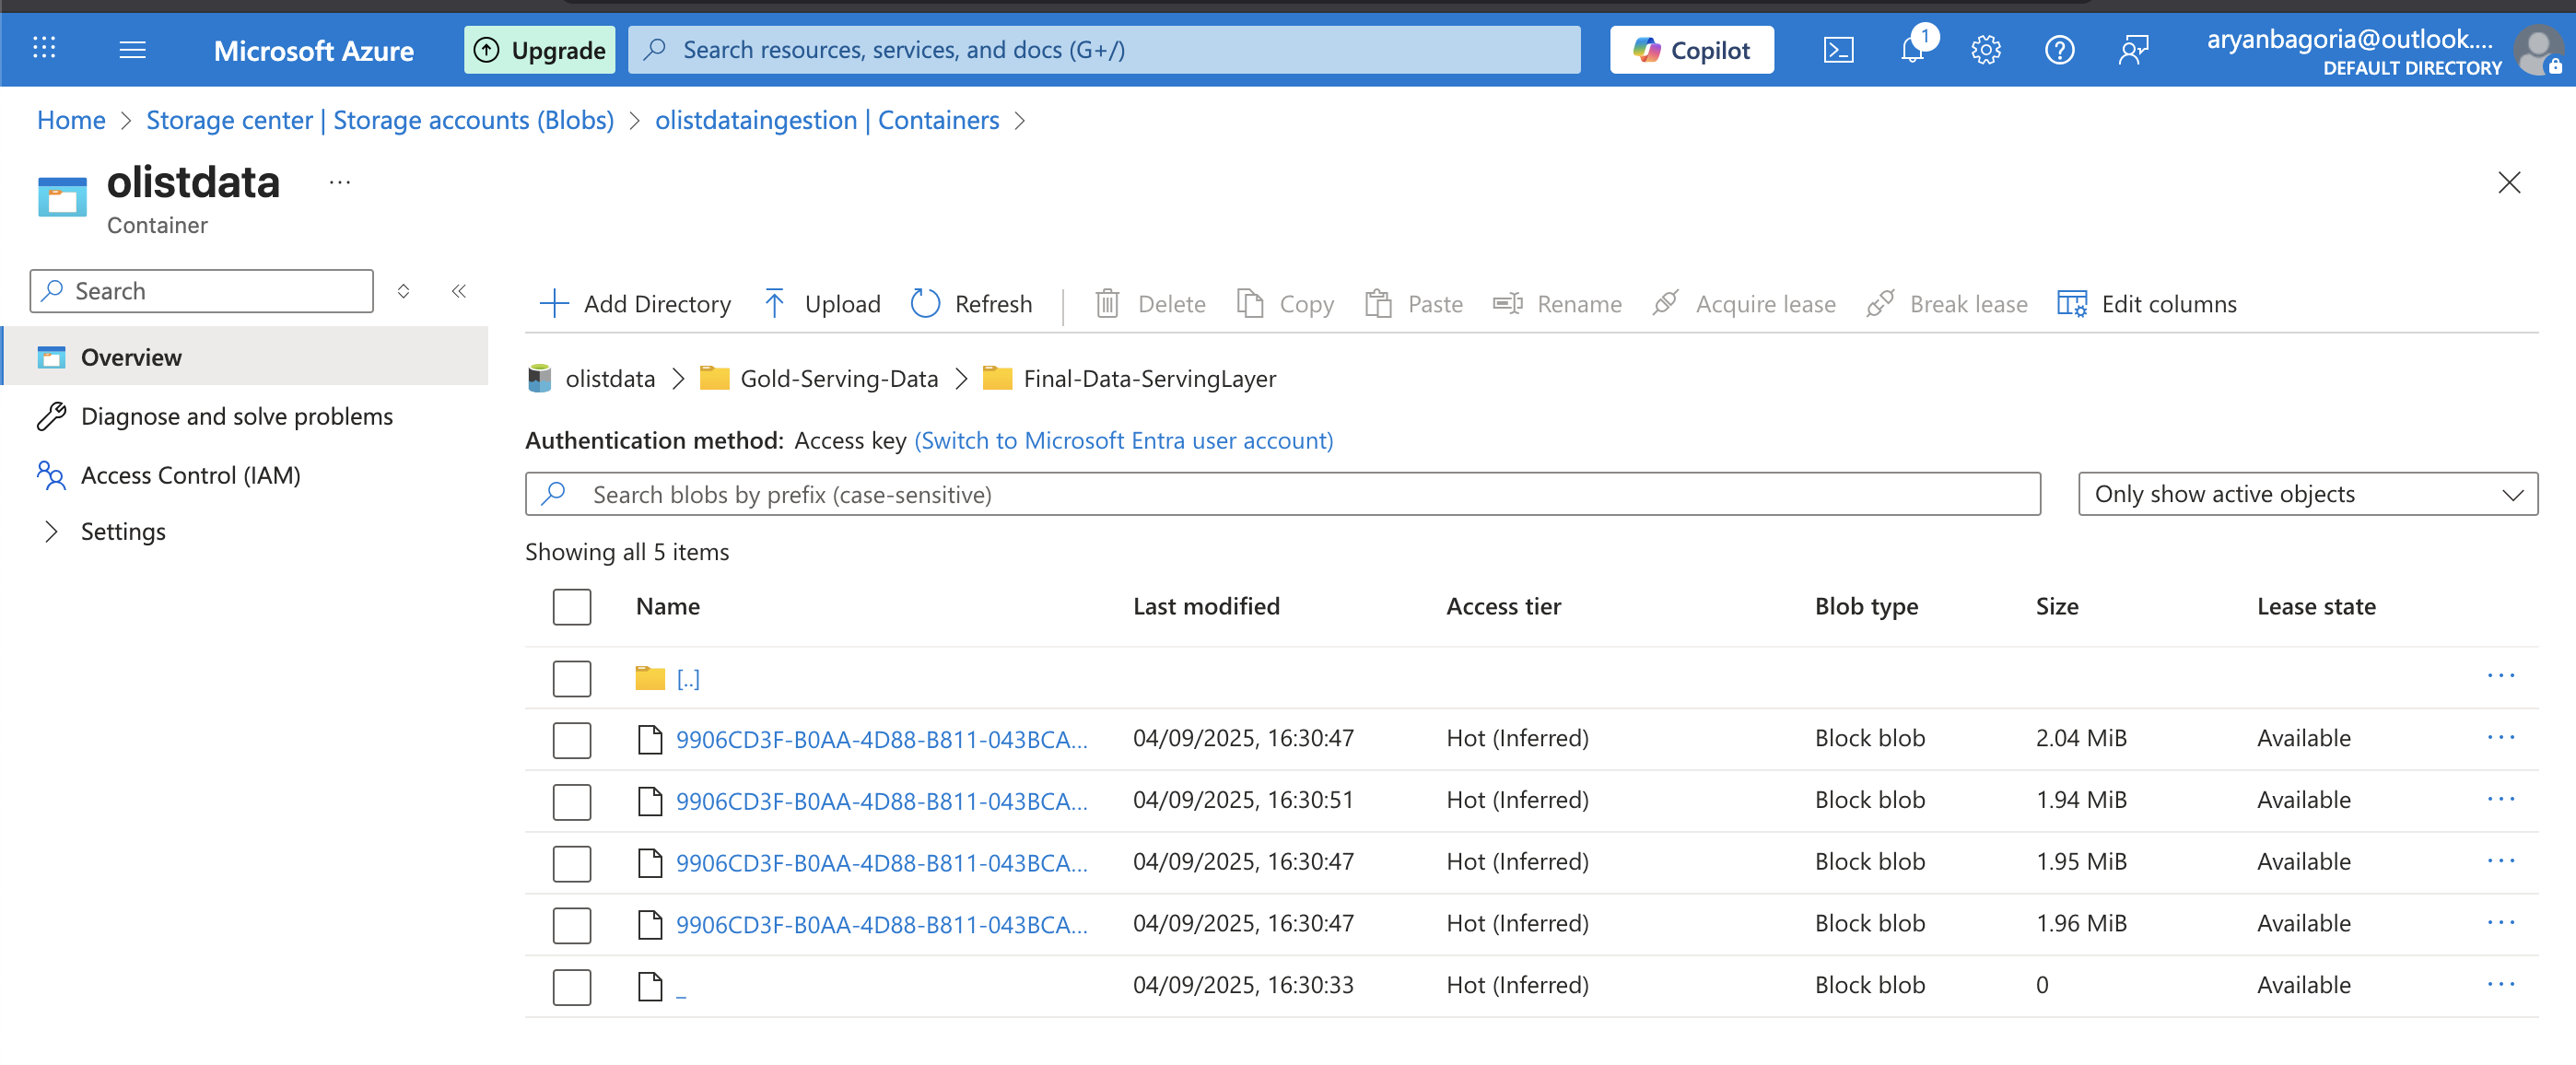 Microsoft Azure
Upgrade
Search resources, services, and docs (G+/)
Copilot
1
aryanbagoria@outlook....
DEFAULT DIRECTORY
Home > Storage center | Storage accounts (Blobs) > olistdataingestion | Containers >
olistdata ...
Container
Search
Overview
Diagnose and solve problems
Access Control (IAM)
Settings
Add Directory Upload Refresh Delete Copy Paste Rename Acquire lease Break lease Edit columns
olistdata > Gold-Serving-Data > Final-Data-ServingLayer
Authentication method: Access key (Switch to Microsoft Entra user account)
Search blobs by prefix (case-sensitive)
Only show active objects
Showing all 5 items
Name Last modified Access tier Blob type Size Lease state
[..] ...
9906CD3F-B0AA-4D88-B811-043BCA... 04/09/2025, 16:30:47 Hot (Inferred) Block blob 2.04 MiB Available ...
9906CD3F-B0AA-4D88-B811-043BCA... 04/09/2025, 16:30:51 Hot (Inferred) Block blob 1.94 MiB Available ...
9906CD3F-B0AA-4D88-B811-043BCA... 04/09/2025, 16:30:47 Hot (Inferred) Block blob 1.95 MiB Available ...
9906CD3F-B0AA-4D88-B811-043BCA... 04/09/2025, 16:30:47 Hot (Inferred) Block blob 1.96 MiB Available ...
_ 04/09/2025, 16:30:33 Hot (Inferred) Block blob 0 Available ...